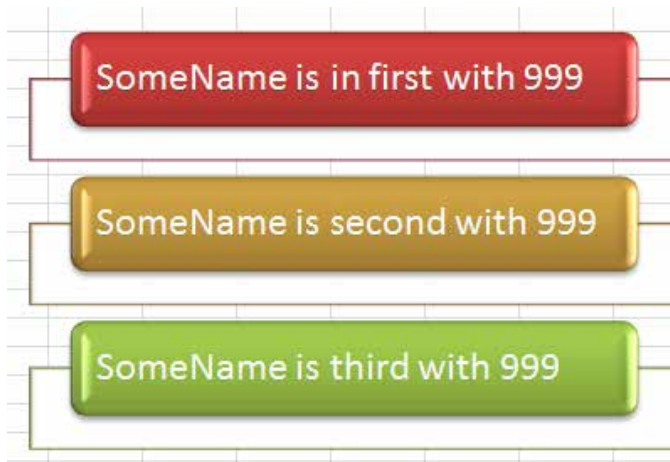 SomeName is in first with 999
SomeName is second with 999
SomeName is third with 999